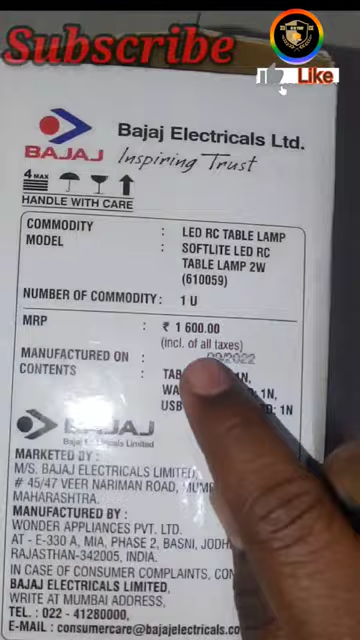 Subscribe
Like
Bajaj Electricals Ltd.
BAJAJ
Inspiring Trust
4 MAX
HANDLE WITH CARE
COMMODITY : LED RC TABLE LAMP
MODEL : SOFTLITE LED RC
TABLE LAMP 2W
(610059)
NUMBER OF COMMODITY : 1 U
MRP : ₹ 1 600.00
(incl. of all taxes)
MANUFACTURED ON : 09/2022
CONTENTS : 1N,
1N,
USB 1N
BAJAJ
Bajaj Electricals Limited
MARKETED BY :
M/S. BAJAJ ELECTRICALS LIMITED
# 45/47 VEER NARIMAN ROAD,
MAHARASHTRA.
MANUFACTURED BY :
WONDER APPLIANCES PVT. LTD.
AT - E-330 A, MIA, PHASE 2, BASNI,
RAJASTHAN-342005, INDIA.
IN CASE OF CONSUMER COMPLAINTS,
BAJAJ ELECTRICALS LIMITED,
WRITE AT MUMBAI ADDRESS,
TEL. : 022 - 41280000,
E-MAIL : consumercare@bajajelectricals.co